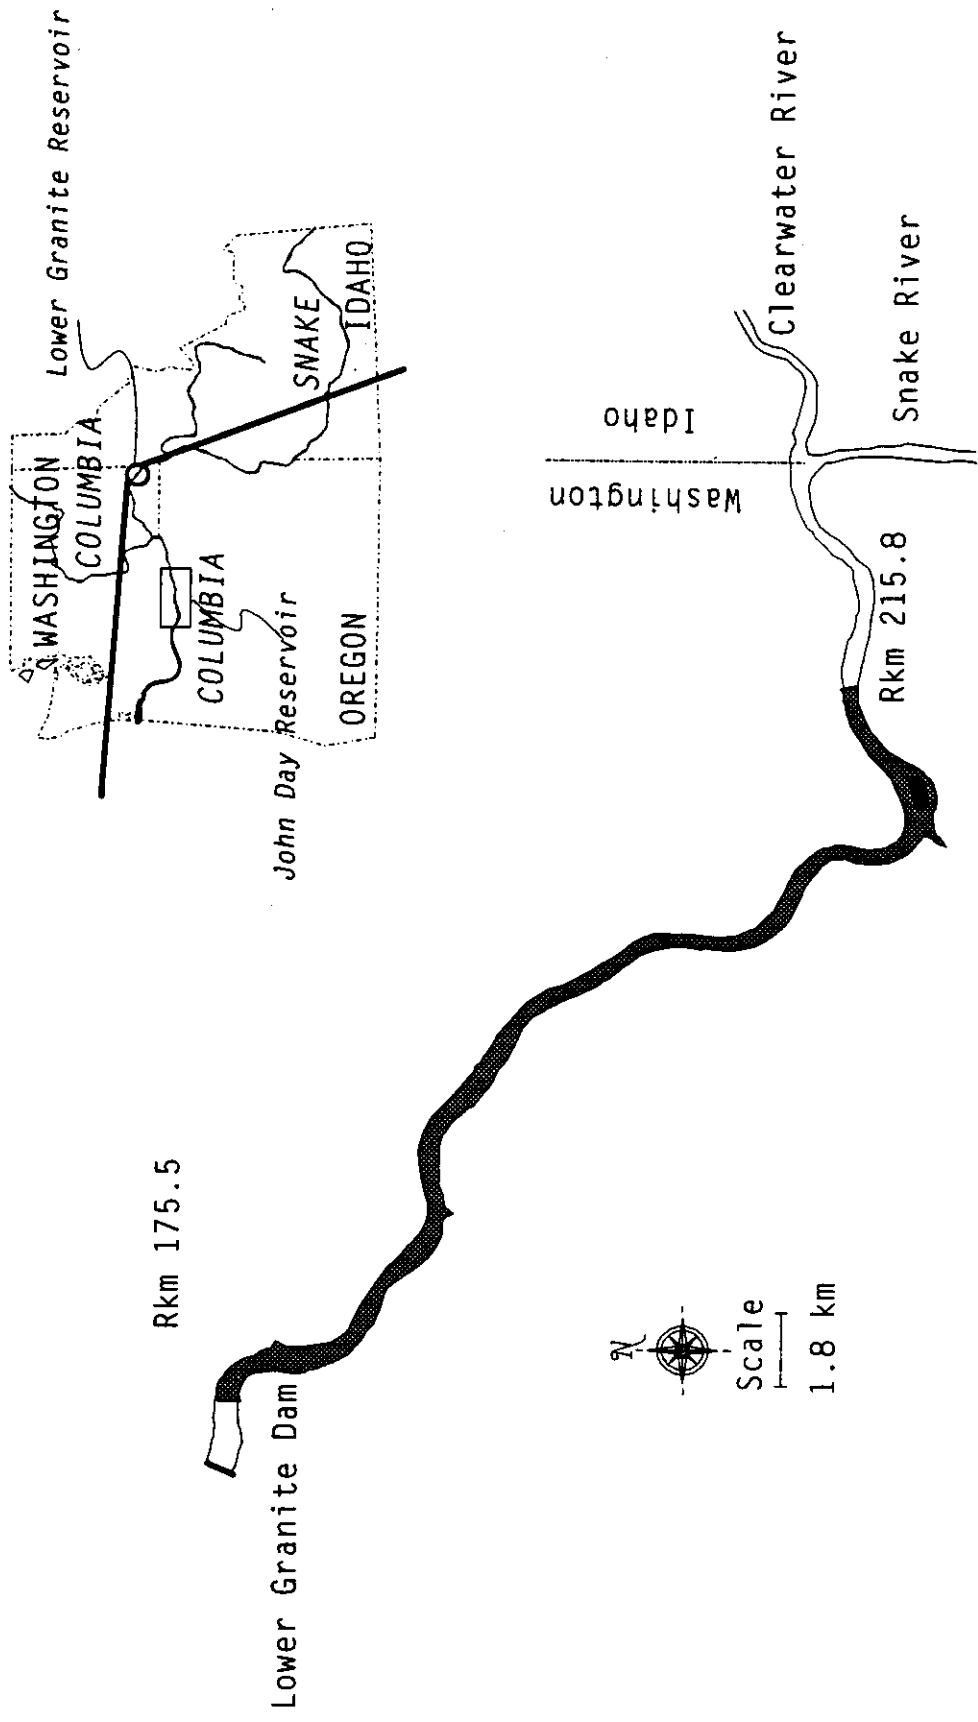 Lower Granite Reservoir
WASHINGTON
COLUMBIA
COLUMBIA
SNAKE
IDAHO
OREGON
John Day Reservoir
Rkm 175.5
Lower Granite Dam
N
Scale
1.8 km
Washington
Idaho
Clearwater River
Snake River
Rkm 215.8